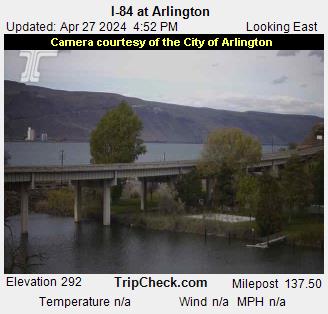 I-84 at Arlington
Updated: Apr 27 2024 4:52 PM Looking East
Camera courtesy of the City of Arlington
Elevation 292 TripCheck.com Milepost 137.50
Temperature n/a Wind n/a MPH n/a